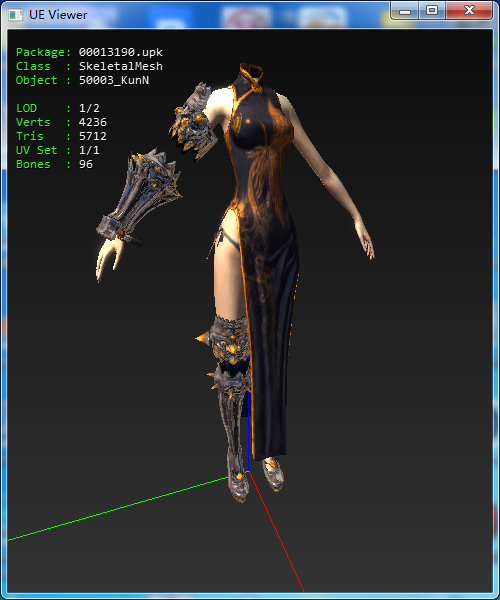 UE Viewer
Package: 00013190.upk
Class : SkeletalMesh
Object : 50003_KunN
LOD : 1/2
Verts : 4236
Tris : 5712
UV Set : 1/1
Bones : 96